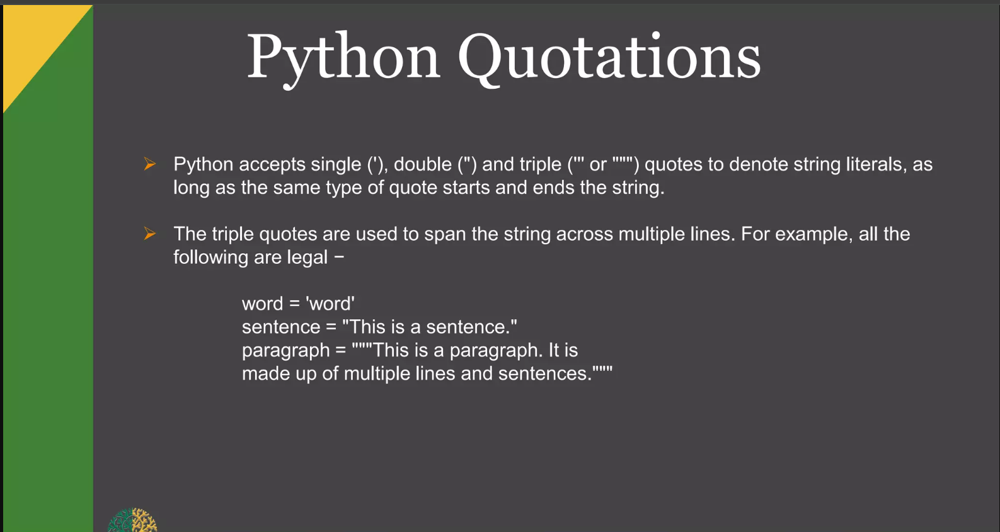 Python Quotations
Python accepts single ('), double (") and triple (''' or """) quotes to denote string literals, as
long as the same type of quote starts and ends the string.
The triple quotes are used to span the string across multiple lines. For example, all the
following are legal −
word = 'word'
sentence = "This is a sentence."
paragraph = """This is a paragraph. It is
made up of multiple lines and sentences."""